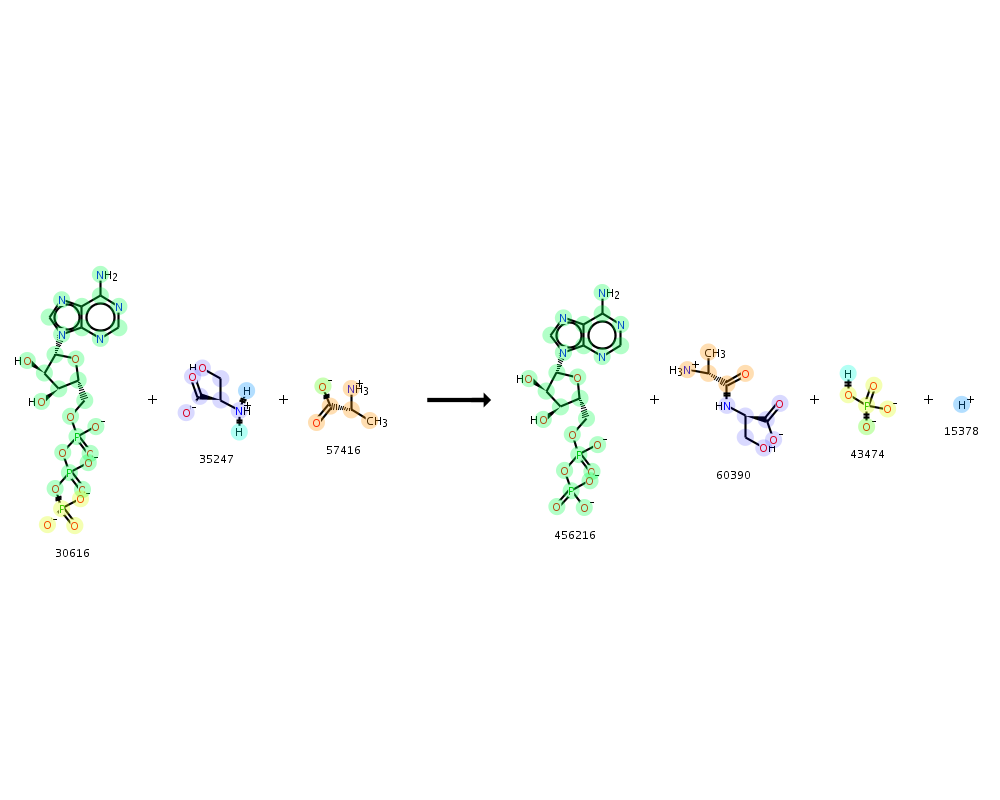 NH2
N
N
N
N
HO
O
HO
O
O-
P
O
O
O-
P
O
O
O-
P
O-
O
30616
+
H
O
O
O-
H
NH
+
H
35247
+
O-
NH3
+
O
CH3
57416
NH2
N
N
N
N
HO
O
HO
O
O-
P
O
O
O-
P
O
O-
456216
+
CH3
H3N
+
O
HN
O
O-
OH
60390
+
H
O
O
P
O-
O-
43474
+
H+
15378